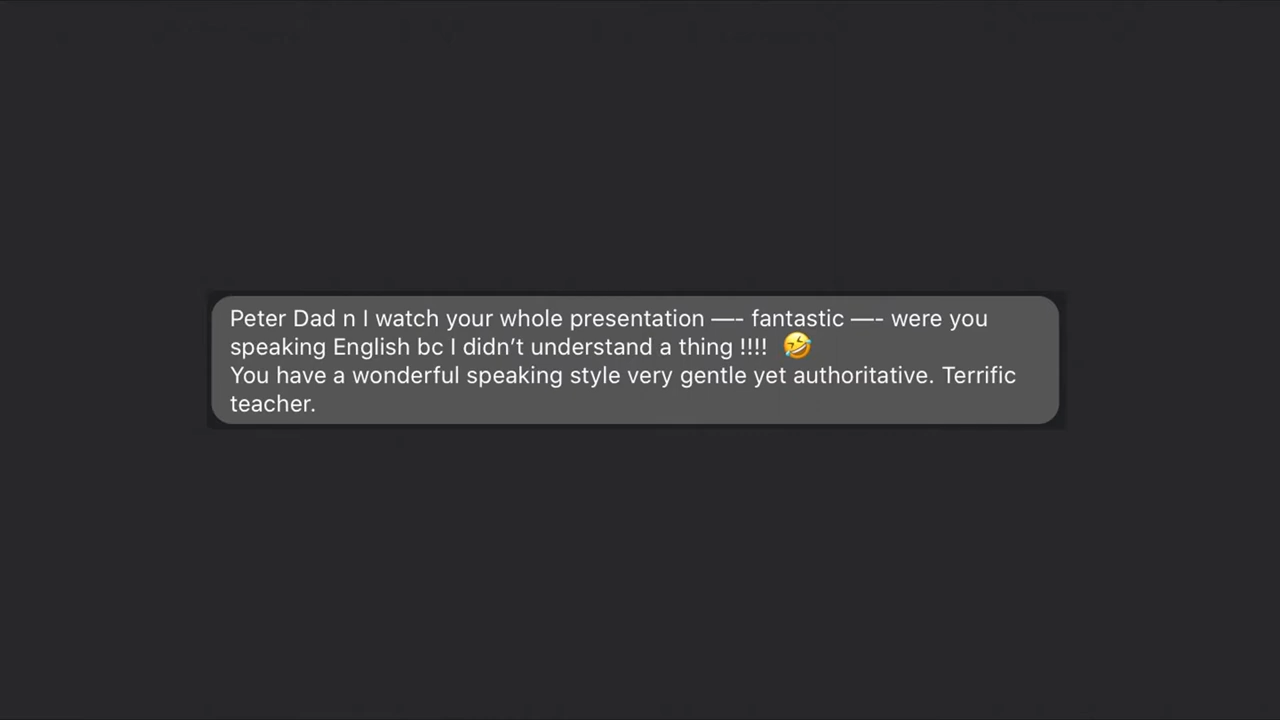 Peter Dad n I watch your whole presentation —- fantastic —- were you
speaking English bc I didn’t understand a thing !!!! 🤣
You have a wonderful speaking style very gentle yet authoritative. Terrific
teacher.